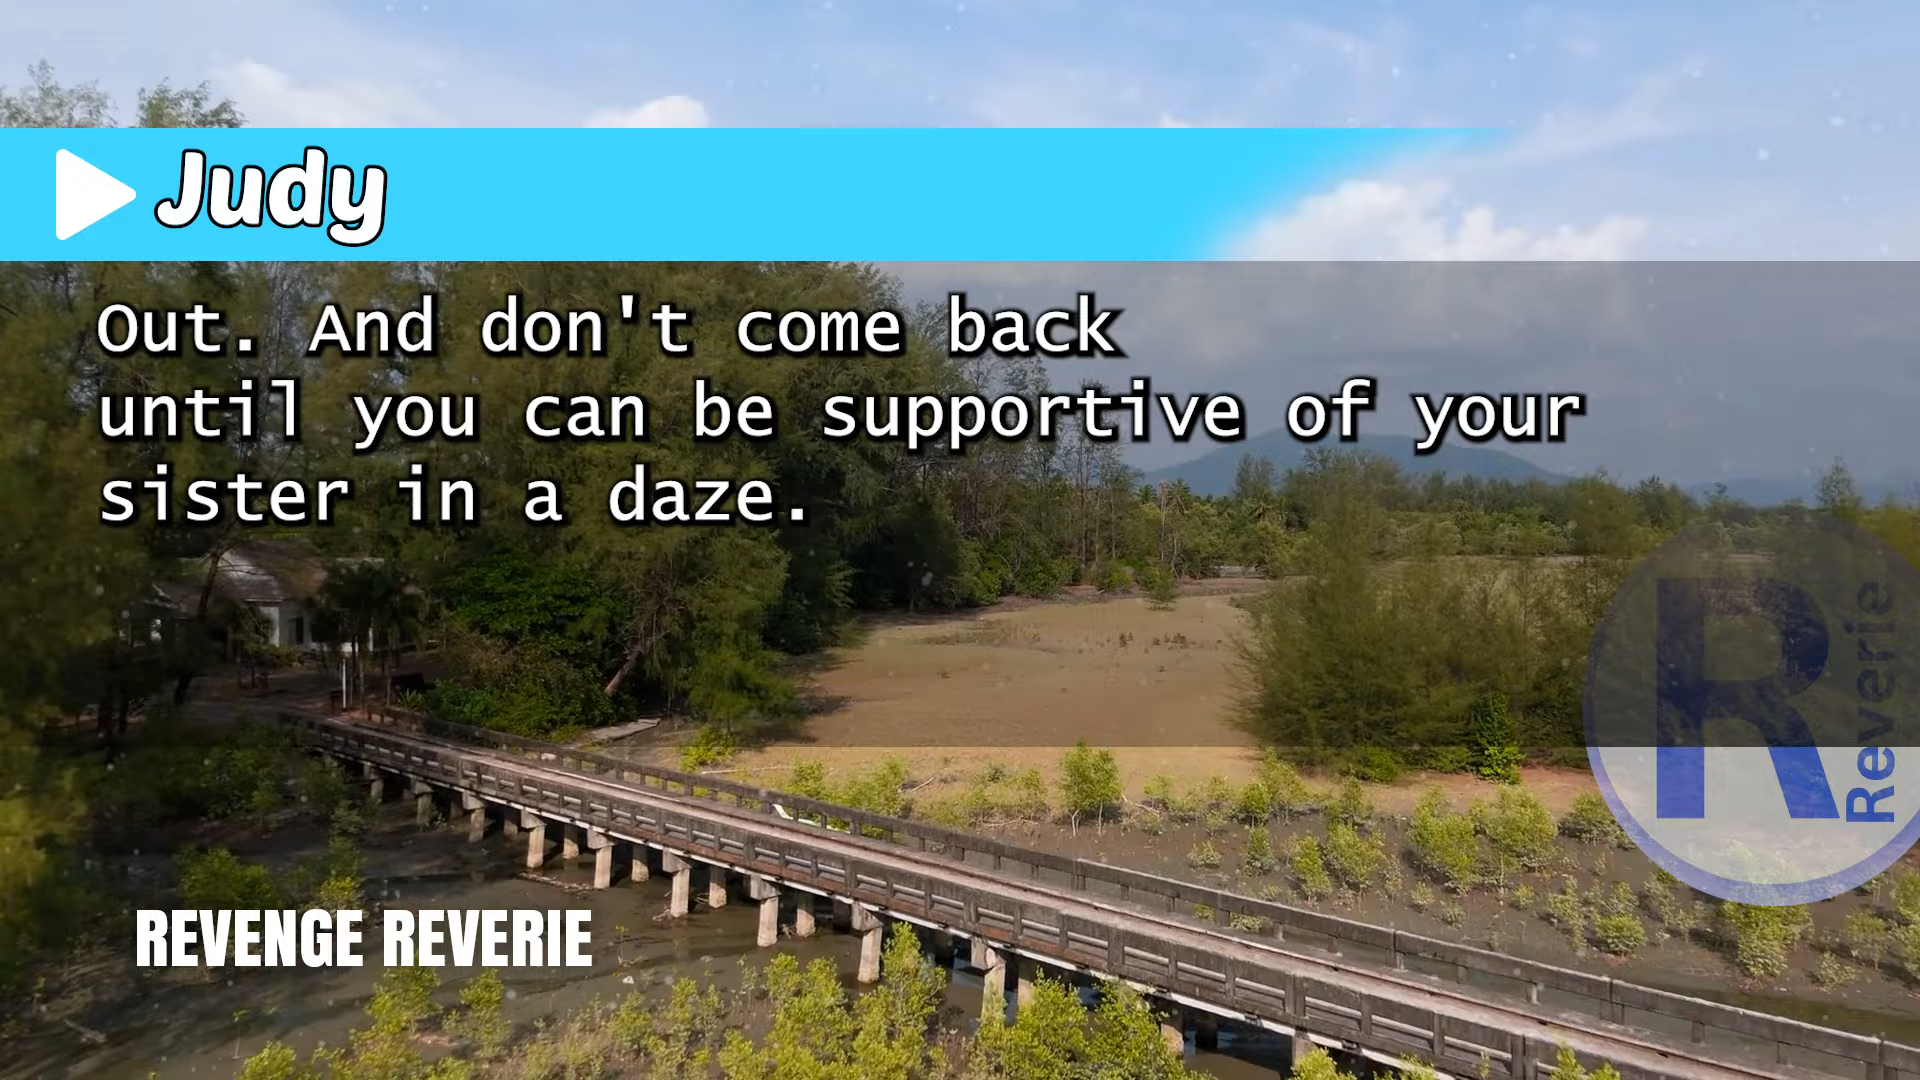 Judy
Out. And don't come back
until you can be supportive of your
sister in a daze.
R
Reverie
REVENGE REVERIE